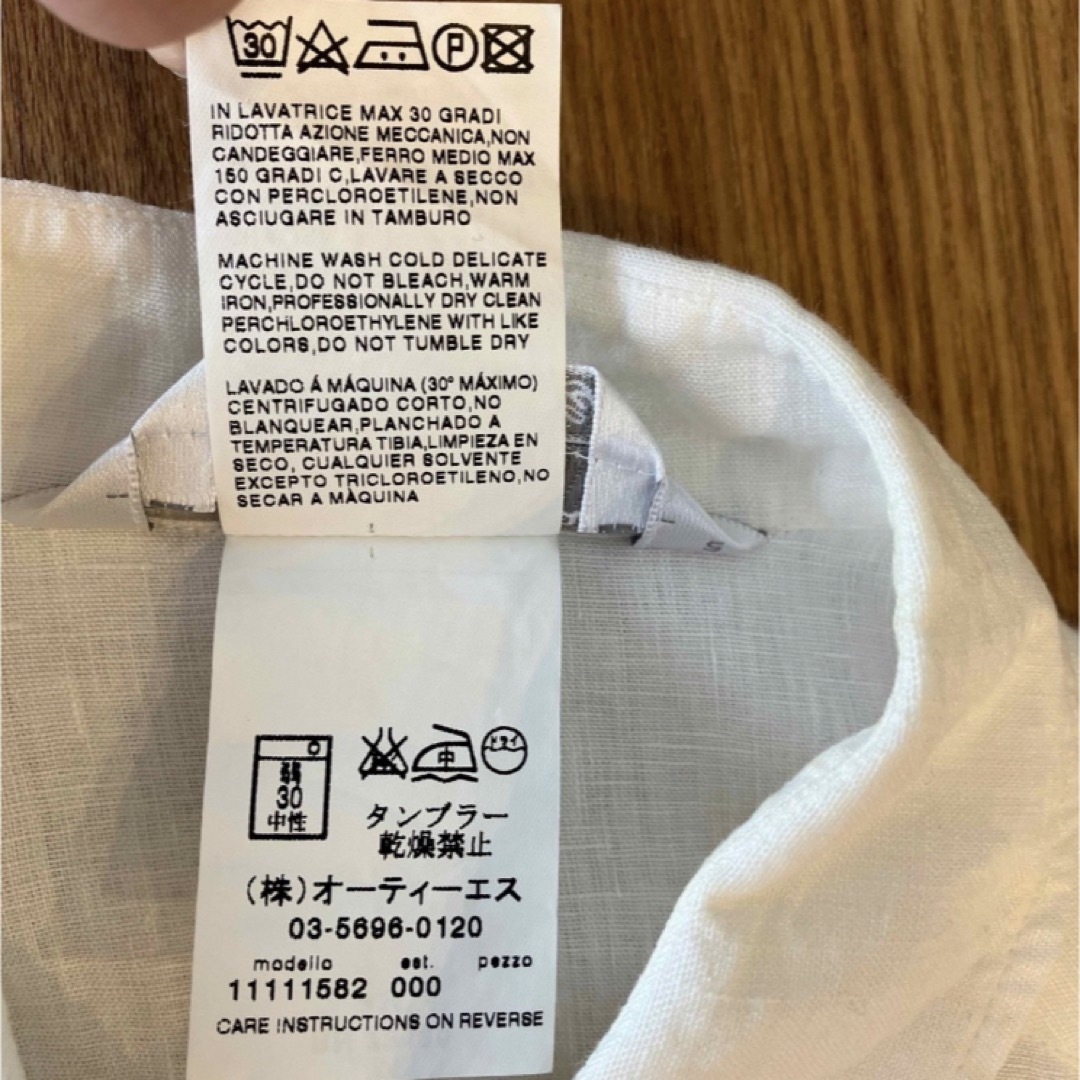 30
P
IN LAVATRICE MAX 30 GRADI
RIDOTTA AZIONE MECCANICA,NON
CANDEGGIARE,FERRO MEDIO MAX
150 GRADI C,LAVARE A SECCO
CON PERCLOROETILENE,NON
ASCIUGARE IN TAMBURO
MACHINE WASH COLD DELICATE
CYCLE,DO NOT BLEACH,WARM
IRON,PROFESSIONALLY DRY CLEAN
PERCHLOROETHYLENE WITH LIKE
COLORS,DO NOT TUMBLE DRY
LAVADO Á MÁQUINA (30° MÁXIMO)
CENTRIFUGADO CORTO,NO
BLANQUEAR,PLANCHADO A
TEMPERATURA TIBIA,LIMPIEZA EN
SECO, CUALQUIER SOLVENTE
EXCEPTO TRICLOROETILENO,NO
SECAR A MÀQUINA
弱
30
中性
中
ドライ
タンブラー
乾燥禁止
(株)オーティーエス
03-5696-0120
modello est. pezzo
11111582 000
CARE INSTRUCTIONS ON REVERSE